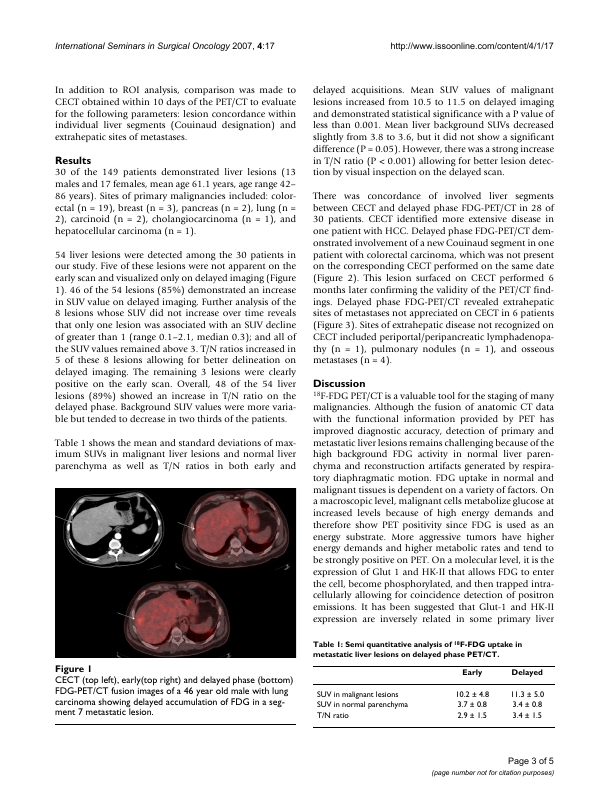 International Seminars in Surgical Oncology 2007, 4:17
http://www.issoonline.com/content/4/1/17
In addition to ROI analysis, comparison was made to
CECT obtained within 10 days of the PET/CT to evaluate
for the following parameters: lesion concordance within
individual liver segments (Couinaud designation) and
extrahepatic sites of metastases.
Results
30 of the 149 patients demonstrated liver lesions (13
males and 17 females, mean age 61.1 years, age range 42–
86 years). Sites of primary malignancies included: color-
ectal (n = 19), breast (n = 3), pancreas (n = 2), lung (n =
2), carcinoid (n = 2), cholangiocarcinoma (n = 1), and
hepatocellular carcinoma (n = 1).
54 liver lesions were detected among the 30 patients in
our study. Five of these lesions were not apparent on the
early scan and visualized only on delayed imaging (Figure
1). 46 of the 54 lesions (85%) demonstrated an increase
in SUV value on delayed imaging. Further analysis of the
8 lesions whose SUV did not increase over time reveals
that only one lesion was associated with an SUV decline
of greater than 1 (range 0.1–2.1, median 0.3); and all of
the SUV values remained above 3. T/N ratios increased in
5 of these 8 lesions allowing for better delineation on
delayed imaging. The remaining 3 lesions were clearly
positive on the early scan. Overall, 48 of the 54 liver
lesions (89%) showed an increase in T/N ratio on the
delayed phase. Background SUV values were more varia-
ble but tended to decrease in two thirds of the patients.
Table 1 shows the mean and standard deviations of max-
imum SUVs in malignant liver lesions and normal liver
parenchyma as well as T/N ratios in both early and
Figure 1
CECT (top left), early(top right) and delayed phase (bottom)
FDG-PET/CT fusion images of a 46 year old male with lung
carcinoma showing delayed accumulation of FDG in a seg-
ment 7 metastatic lesion.
delayed acquisitions. Mean SUV values of malignant
lesions increased from 10.5 to 11.5 on delayed imaging
and demonstrated statistical significance with a P value of
less than 0.001. Mean liver background SUVs decreased
slightly from 3.8 to 3.6, but it did not show a significant
difference (P = 0.05). However, there was a strong increase
in T/N ratio (P < 0.001) allowing for better lesion detec-
tion by visual inspection on the delayed scan.
There was concordance of involved liver segments
between CECT and delayed phase FDG-PET/CT in 28 of
30 patients. CECT identified more extensive disease in
one patient with HCC. Delayed phase FDG-PET/CT dem-
onstrated involvement of a new Couinaud segment in one
patient with colorectal carcinoma, which was not present
on the corresponding CECT performed on the same date
(Figure 2). This lesion surfaced on CECT performed 6
months later confirming the validity of the PET/CT find-
ings. Delayed phase FDG-PET/CT revealed extrahepatic
sites of metastases not appreciated on CECT in 6 patients
(Figure 3). Sites of extrahepatic disease not recognized on
CECT included periportal/peripancreatic lymphadenopa-
thy (n = 1), pulmonary nodules (n = 1), and osseous
metastases (n = 4).
Discussion
18F-FDG PET/CT is a valuable tool for the staging of many
malignancies. Although the fusion of anatomic CT data
with the functional information provided by PET has
improved diagnostic accuracy, detection of primary and
metastatic liver lesions remains challenging because of the
high background FDG activity in normal liver paren-
chyma and reconstruction artifacts generated by respira-
tory diaphragmatic motion. FDG uptake in normal and
malignant tissues is dependent on a variety of factors. On
a macroscopic level, malignant cells metabolize glucose at
increased levels because of high energy demands and
therefore show PET positivity since FDG is used as an
energy substrate. More aggressive tumors have higher
energy demands and higher metabolic rates and tend to
be strongly positive on PET. On a molecular level, it is the
expression of Glut 1 and HK-II that allows FDG to enter
the cell, become phosphorylated, and then trapped intra-
cellularly allowing for coincidence detection of positron
emissions. It has been suggested that Glut-1 and HK-II
expression are inversely related in some primary liver
Table 1: Semi quantitative analysis of 18F-FDG uptake in
metastatic liver lesions on delayed phase PET/CT.
Early Delayed
SUV in malignant lesions 10.2 ± 4.8 11.3 ± 5.0
SUV in normal parenchyma 3.7 ± 0.8 3.4 ± 0.8
T/N ratio 2.9 ± 1.5 3.4 ± 1.5
Page 3 of 5
(page number not for citation purposes)